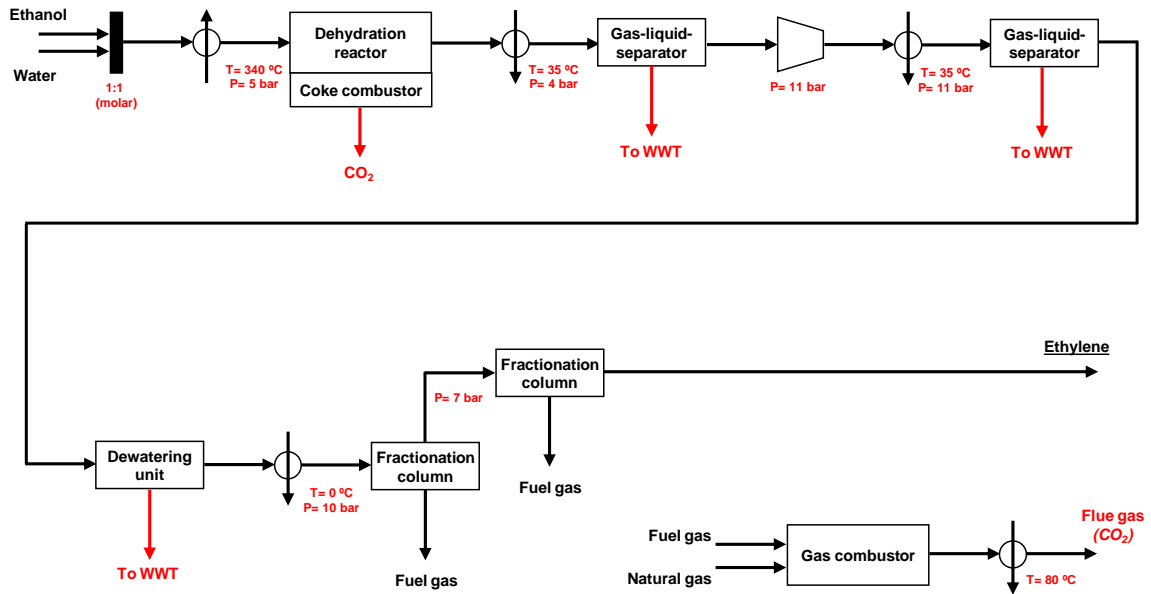 Ethanol
Water
1:1
(molar)
T= 340 ºC
P= 5 bar
Dehydration
reactor
Coke combustor
CO₂
T= 35 ºC
P= 4 bar
Gas-liquid-
separator
To WWT
P= 11 bar
T= 35 ºC
P= 11 bar
Gas-liquid-
separator
To WWT
Dewatering
unit
To WWT
T= 0 ºC
P= 10 bar
Fractionation
column
Fuel gas
P= 7 bar
Fractionation
column
Fuel gas
Ethylene
Fuel gas
Natural gas
Gas combustor
T= 80 ºC
Flue gas
(CO₂)